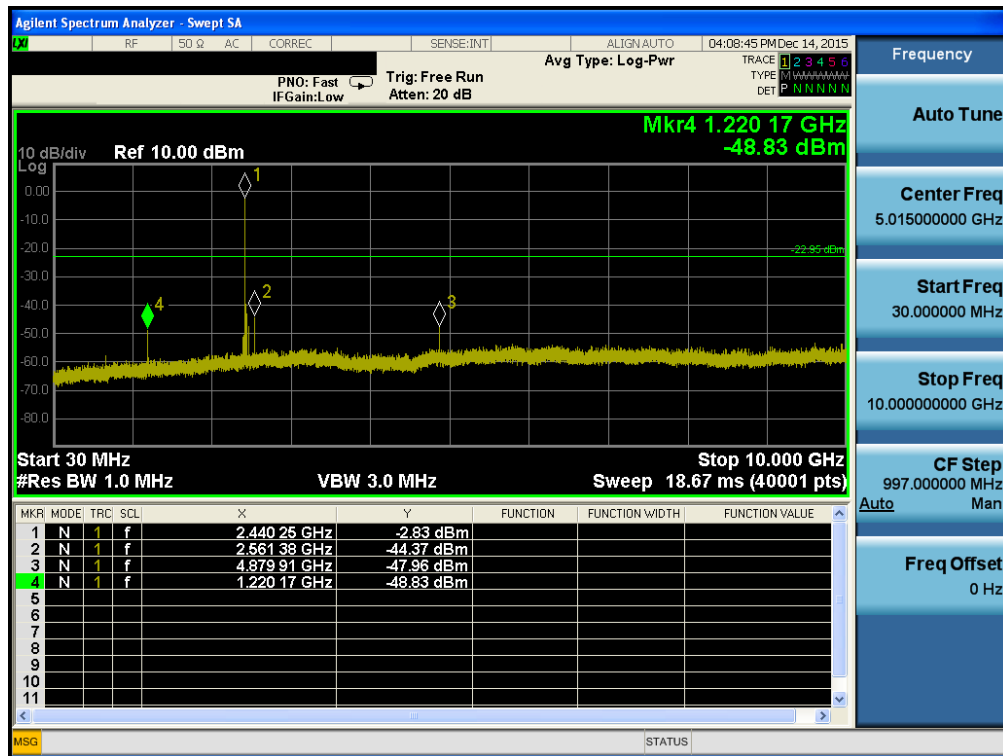 Agilent Spectrum Analyzer - Swept SA
LXI RF 50 Ω AC CORREC SENSE:INT ALIGN AUTO 04:08:45 PM Dec 14, 2015
Avg Type: Log-Pwr
TRACE 1 2 3 4 5 6
TYPE M WWWWW
DET P N N N N N
PNO: Fast
IFGain:Low
Trig: Free Run
Atten: 20 dB
Frequency
Mkr4 1.220 17 GHz
-48.83 dBm
10 dB/div Ref 10.00 dBm
Log
0.00
-10.0
-20.0
-30.0
-40.0
-50.0
-60.0
-70.0
-80.0
1
2
3
4
-22.95 dBm
Start 30 MHz Stop 10.000 GHz
#Res BW 1.0 MHz VBW 3.0 MHz Sweep 18.67 ms (40001 pts)
MKR MODE TRC SCL X Y FUNCTION FUNCTION WIDTH FUNCTION VALUE
1 N 1 f 2.440 25 GHz -2.83 dBm
2 N 1 f 2.561 38 GHz -44.37 dBm
3 N 1 f 4.879 91 GHz -47.96 dBm
4 N 1 f 1.220 17 GHz -48.83 dBm
5
6
7
8
9
10
11
MSG STATUS
Auto Tune
Center Freq
5.015000000 GHz
Start Freq
30.000000 MHz
Stop Freq
10.000000000 GHz
CF Step
997.000000 MHz
Auto Man
Freq Offset
0 Hz